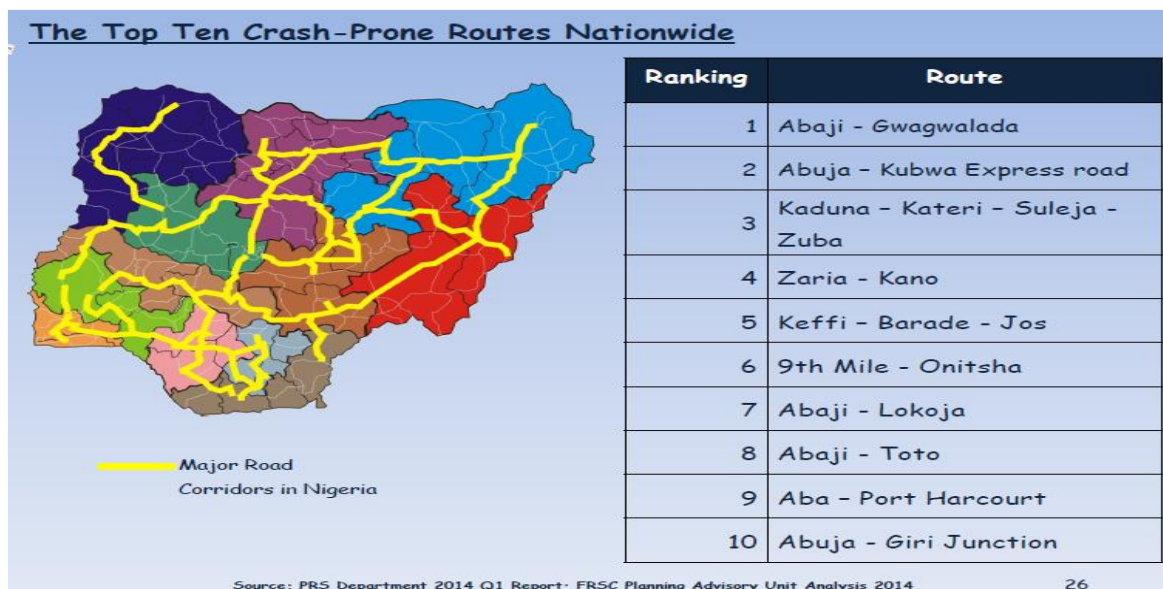 The Top Ten Crash-Prone Routes Nationwide
Ranking Route
1 Abaji - Gwagwalada
2 Abuja – Kubwa Express road
3 Kaduna – Kateri – Suleja -
Zuba
4 Zaria - Kano
5 Keffi – Barade - Jos
6 9th Mile - Onitsha
7 Abaji - Lokoja
8 Abaji - Toto
9 Aba – Port Harcourt
10 Abuja - Giri Junction
Major Road
Corridors in Nigeria
Source: PRS Department 2014 Q1 Report; FRSC Planning Advisory Unit Analysis 2014
26